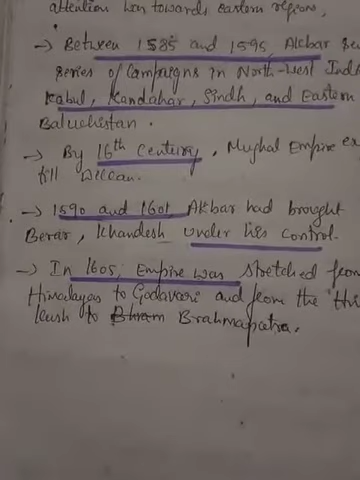 attention was towards eastern regions.
→ Between 1585 and 1595, Akbar
series of Campaigns in North-West
Kabul, Kandahar, Sindh, and Eastern
Baluchistan.
→ By 16th Century, Mughal Empire
till Deccan.
→ 1590 and 1601, Akbar had brought
Berar, Khandesh under his control.
→ In 1605, Empire was stretched from
Himalayas to Godavari and from the
Kush to Brahmaputra.